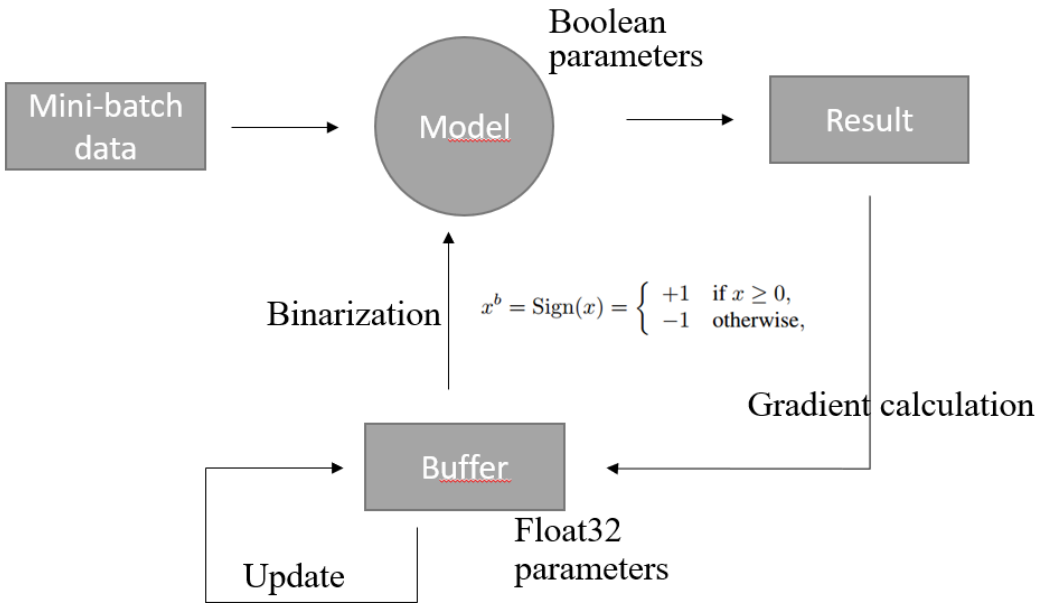 Boolean
parameters
Mini-batch
data
Model
Result
Binarization
x^b = Sign(x) = { +1 if x ≥ 0,
−1 otherwise,
Gradient calculation
Buffer
Float32
parameters
Update